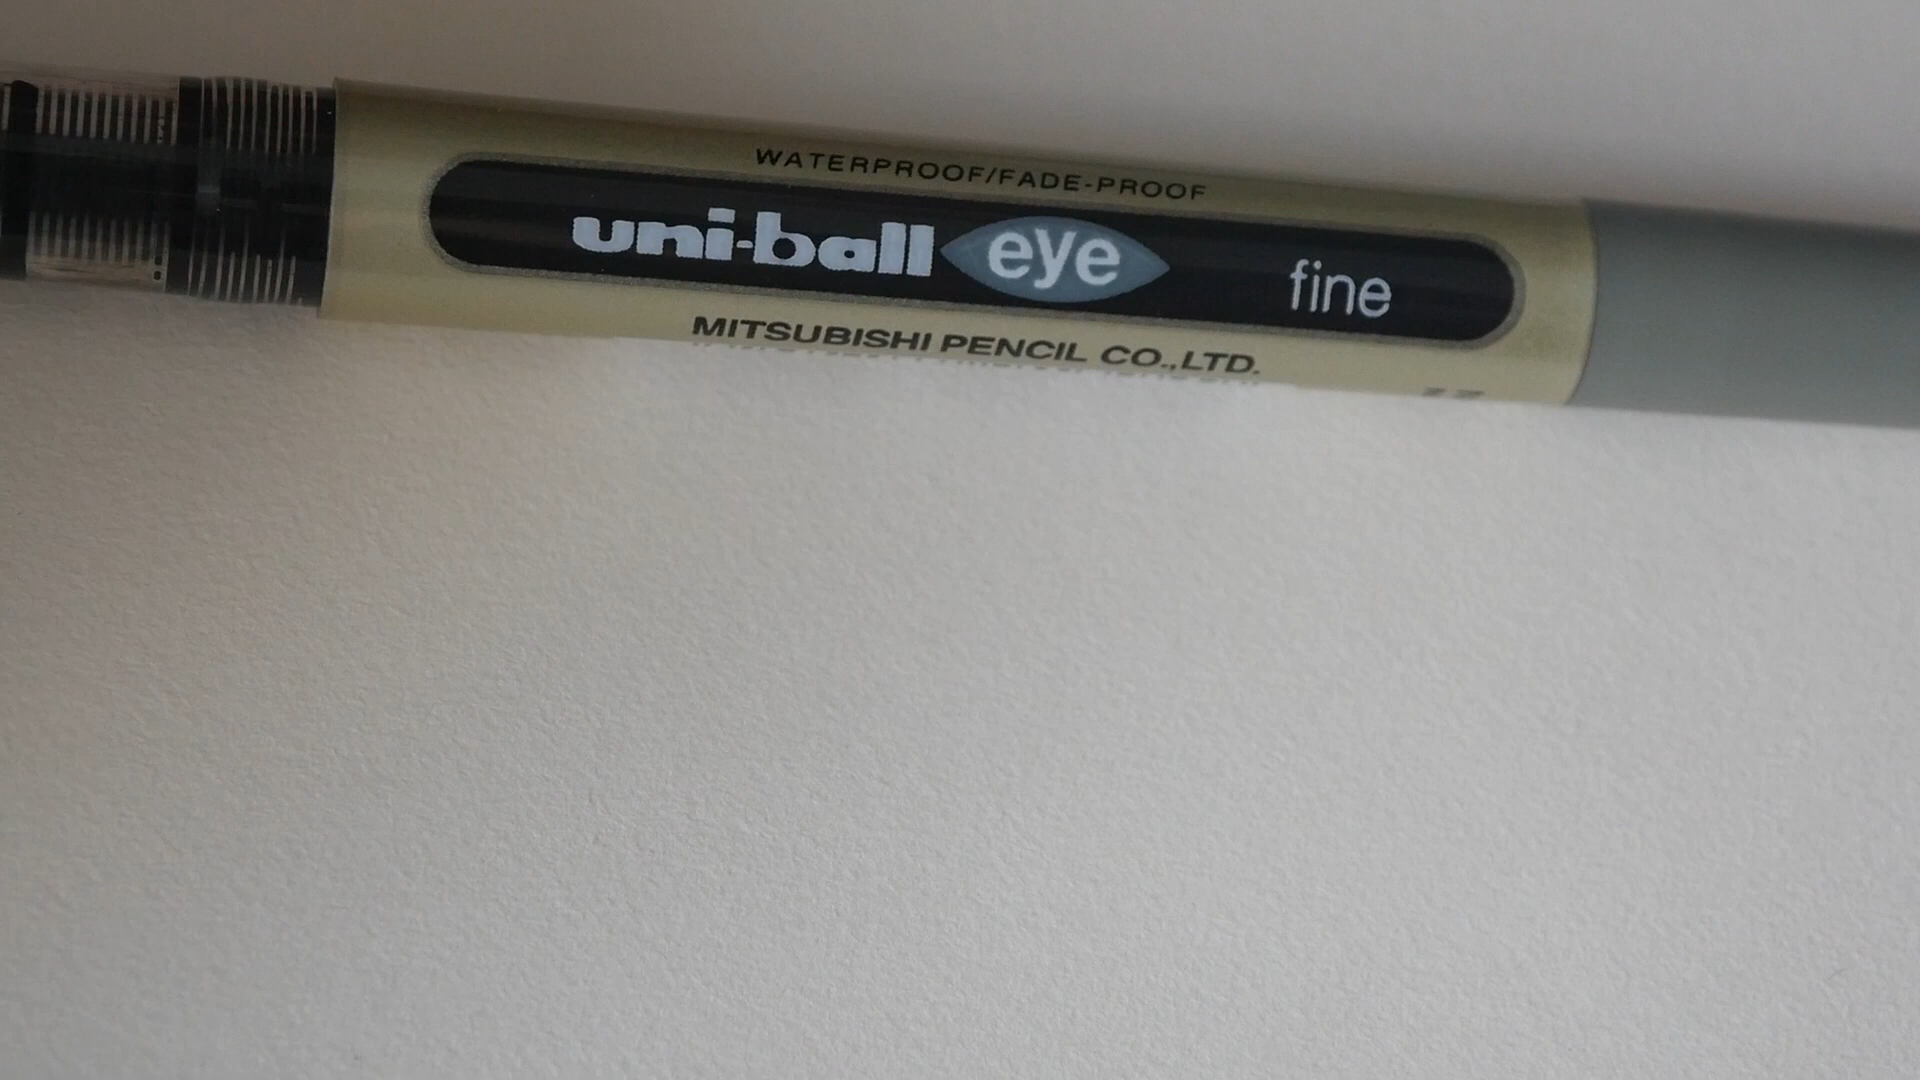 WATERPROOF/FADE-PROOF
uni-ball eye fine
MITSUBISHI PENCIL CO.,LTD.